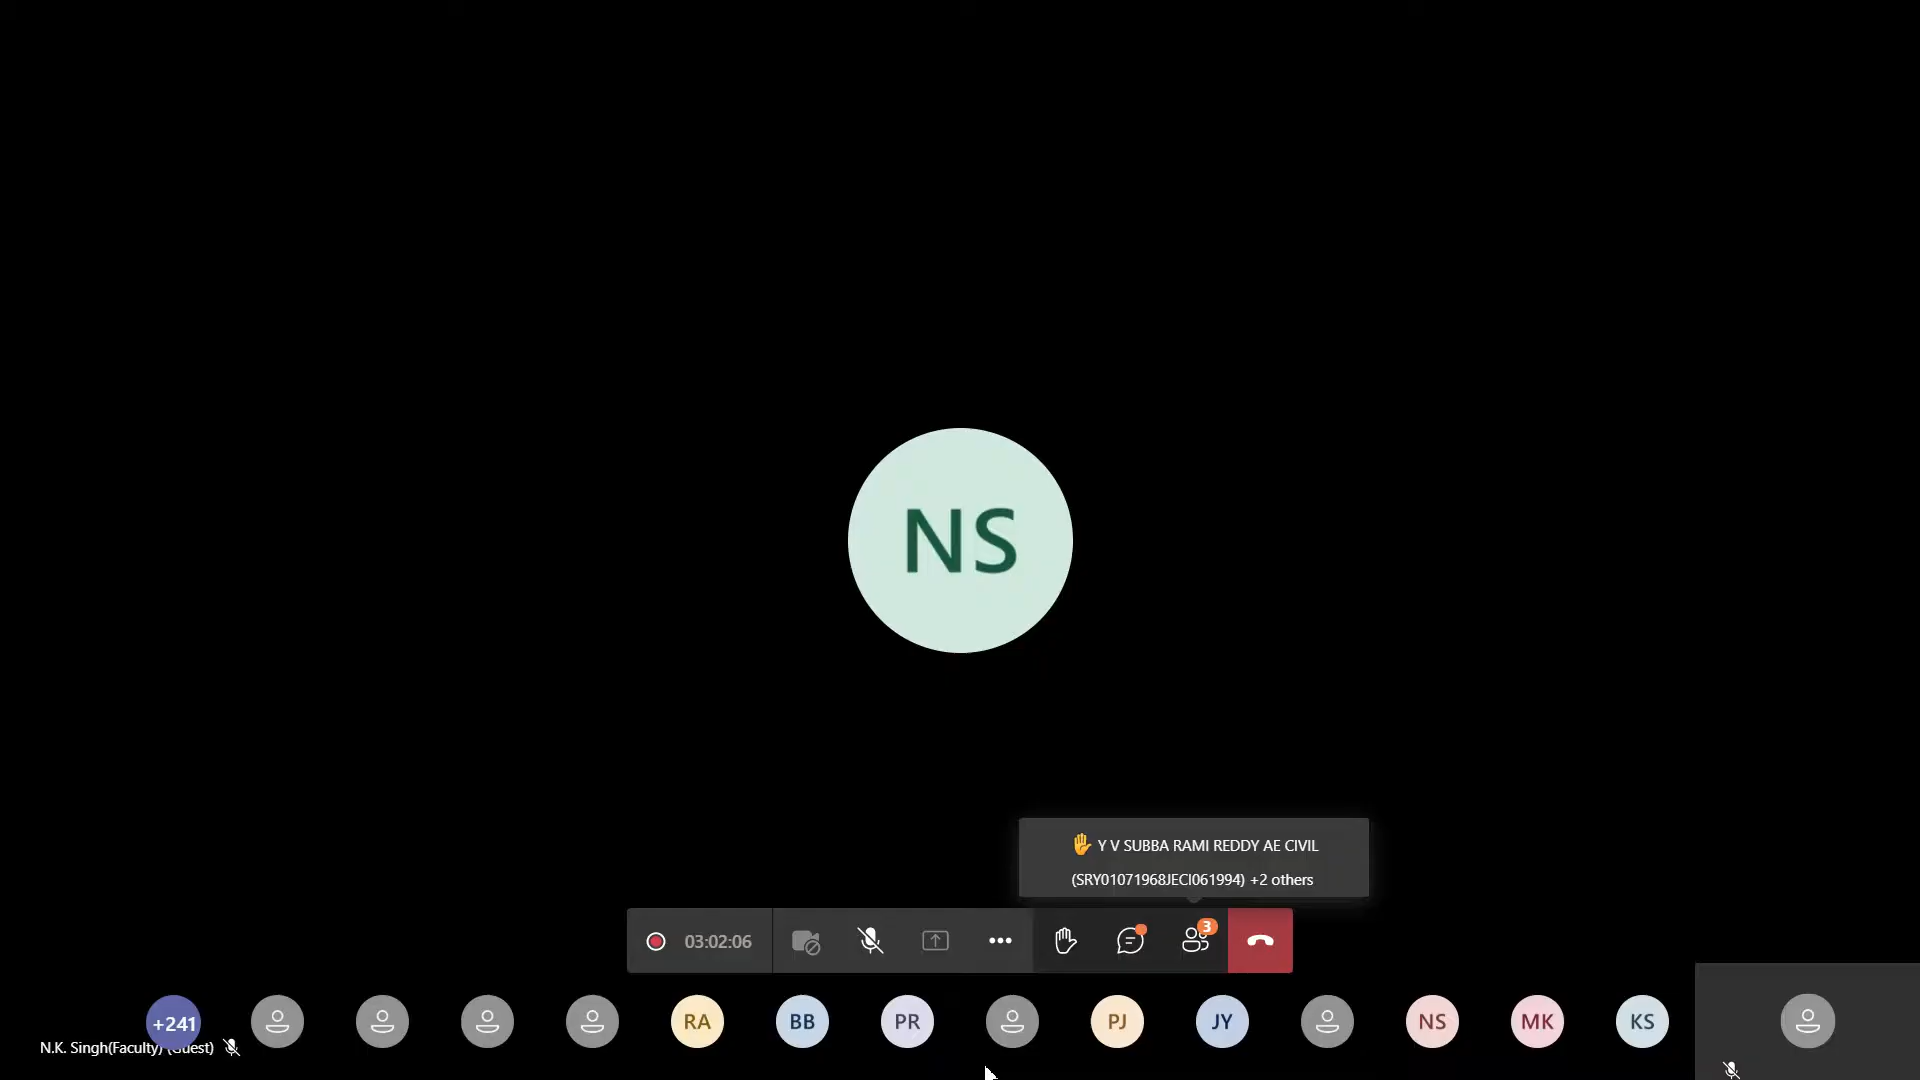 NS
Y V SUBBA RAMI REDDY AE CIVIL
(SRY01071968JECI061994) +2 others
03:02:06
3
+241
RA
BB
PR
PJ
JY
NS
MK
KS
N.K. Singh(Faculty) (Guest)